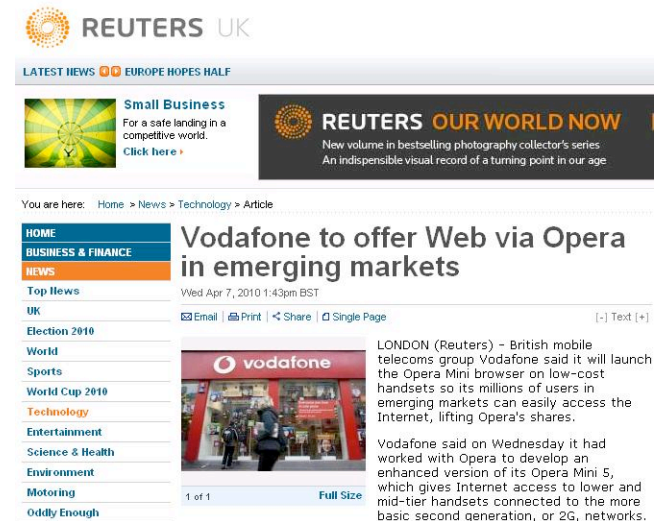 REUTERS UK
LATEST NEWS EUROPE HOPES HALF
Small Business
For a safe landing in a
competitive world.
Click here
REUTERS OUR WORLD NOW
New volume in bestselling photography collector's series
An indispensible visual record of a turning point in our age
You are here: Home > News > Technology > Article
HOME
BUSINESS & FINANCE
NEWS
Top News
UK
Election 2010
World
Sports
World Cup 2010
Technology
Entertainment
Science & Health
Environment
Motoring
Oddly Enough
Vodafone to offer Web via Opera
in emerging markets
Wed Apr 7, 2010 1:43pm BST
Email | Print | Share | Single Page
[-] Text [+]
vodafone
1 of 1
Full Size
LONDON (Reuters) - British mobile
telecoms group Vodafone said it will launch
the Opera Mini browser on low-cost
handsets so its millions of users in
emerging markets can easily access the
Internet, lifting Opera's shares.
Vodafone said on Wednesday it had
worked with Opera to develop an
enhanced version of its Opera Mini 5,
which gives Internet access to lower and
mid-tier handsets connected to the more
basic second generation, or 2G, networks.